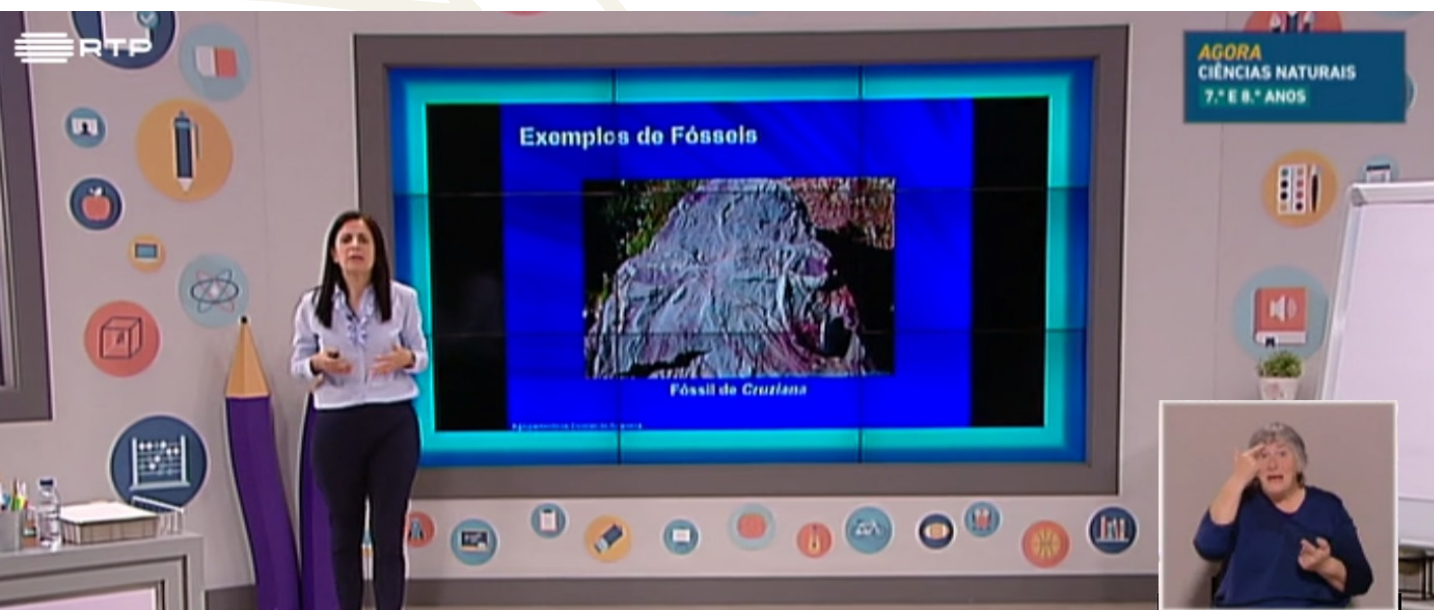 RTP
AGORA
CIÊNCIAS NATURAIS
7.º E 8.º ANOS
Exemplos de Fósseis
Fóssil de Cruziana